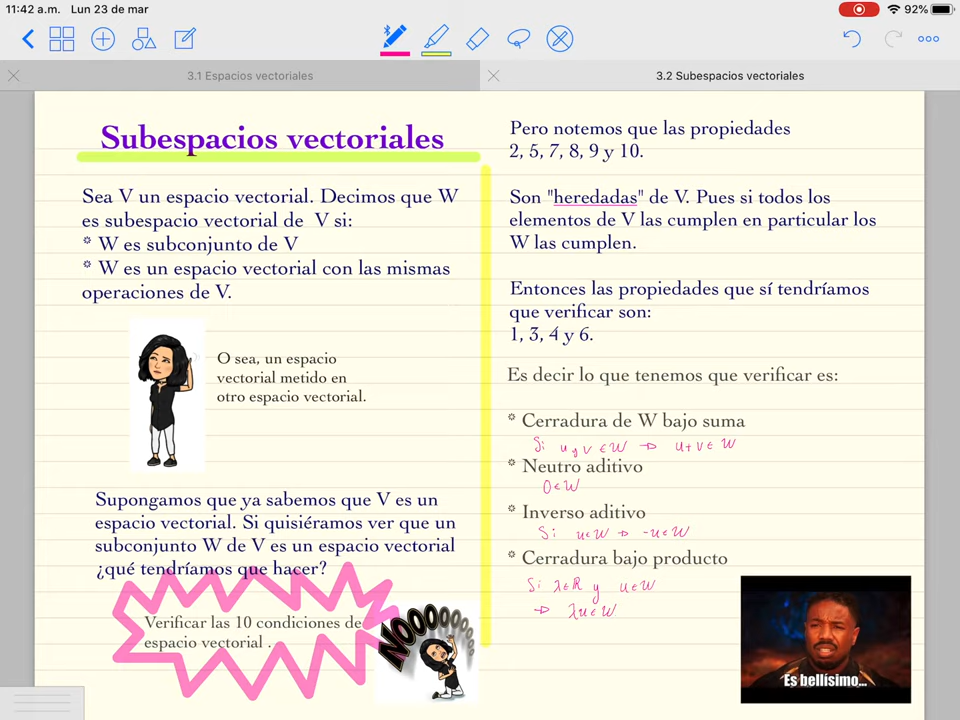 11:42 a.m. Lun 23 de mar
92%
3.1 Espacios vectoriales
3.2 Subespacios vectoriales
Subespacios vectoriales
Sea V un espacio vectorial. Decimos que W
es subespacio vectorial de V si:
* W es subconjunto de V
* W es un espacio vectorial con las mismas
operaciones de V.
O sea, un espacio
vectorial metido en
otro espacio vectorial.
Supongamos que ya sabemos que V es un
espacio vectorial. Si quisiéramos ver que un
subconjunto W de V es un espacio vectorial
¿qué tendríamos que hacer?
Verificar las 10 condiciones de
espacio vectorial .
NOOOOOOOO
Pero notemos que las propiedades
2, 5, 7, 8, 9 y 10.
Son "heredadas" de V. Pues si todos los
elementos de V las cumplen en particular los
W las cumplen.
Entonces las propiedades que sí tendríamos
que verificar son:
1, 3, 4 y 6.
Es decir lo que tenemos que verificar es:
* Cerradura de W bajo suma
Si u y v ∈ W → u+v ∈ W
* Neutro aditivo
0 ∈ W
* Inverso aditivo
Si u ∈ W → -u ∈ W
* Cerradura bajo producto
Si λ ∈ R y u ∈ W
→ λu ∈ W
Es bellísimo...